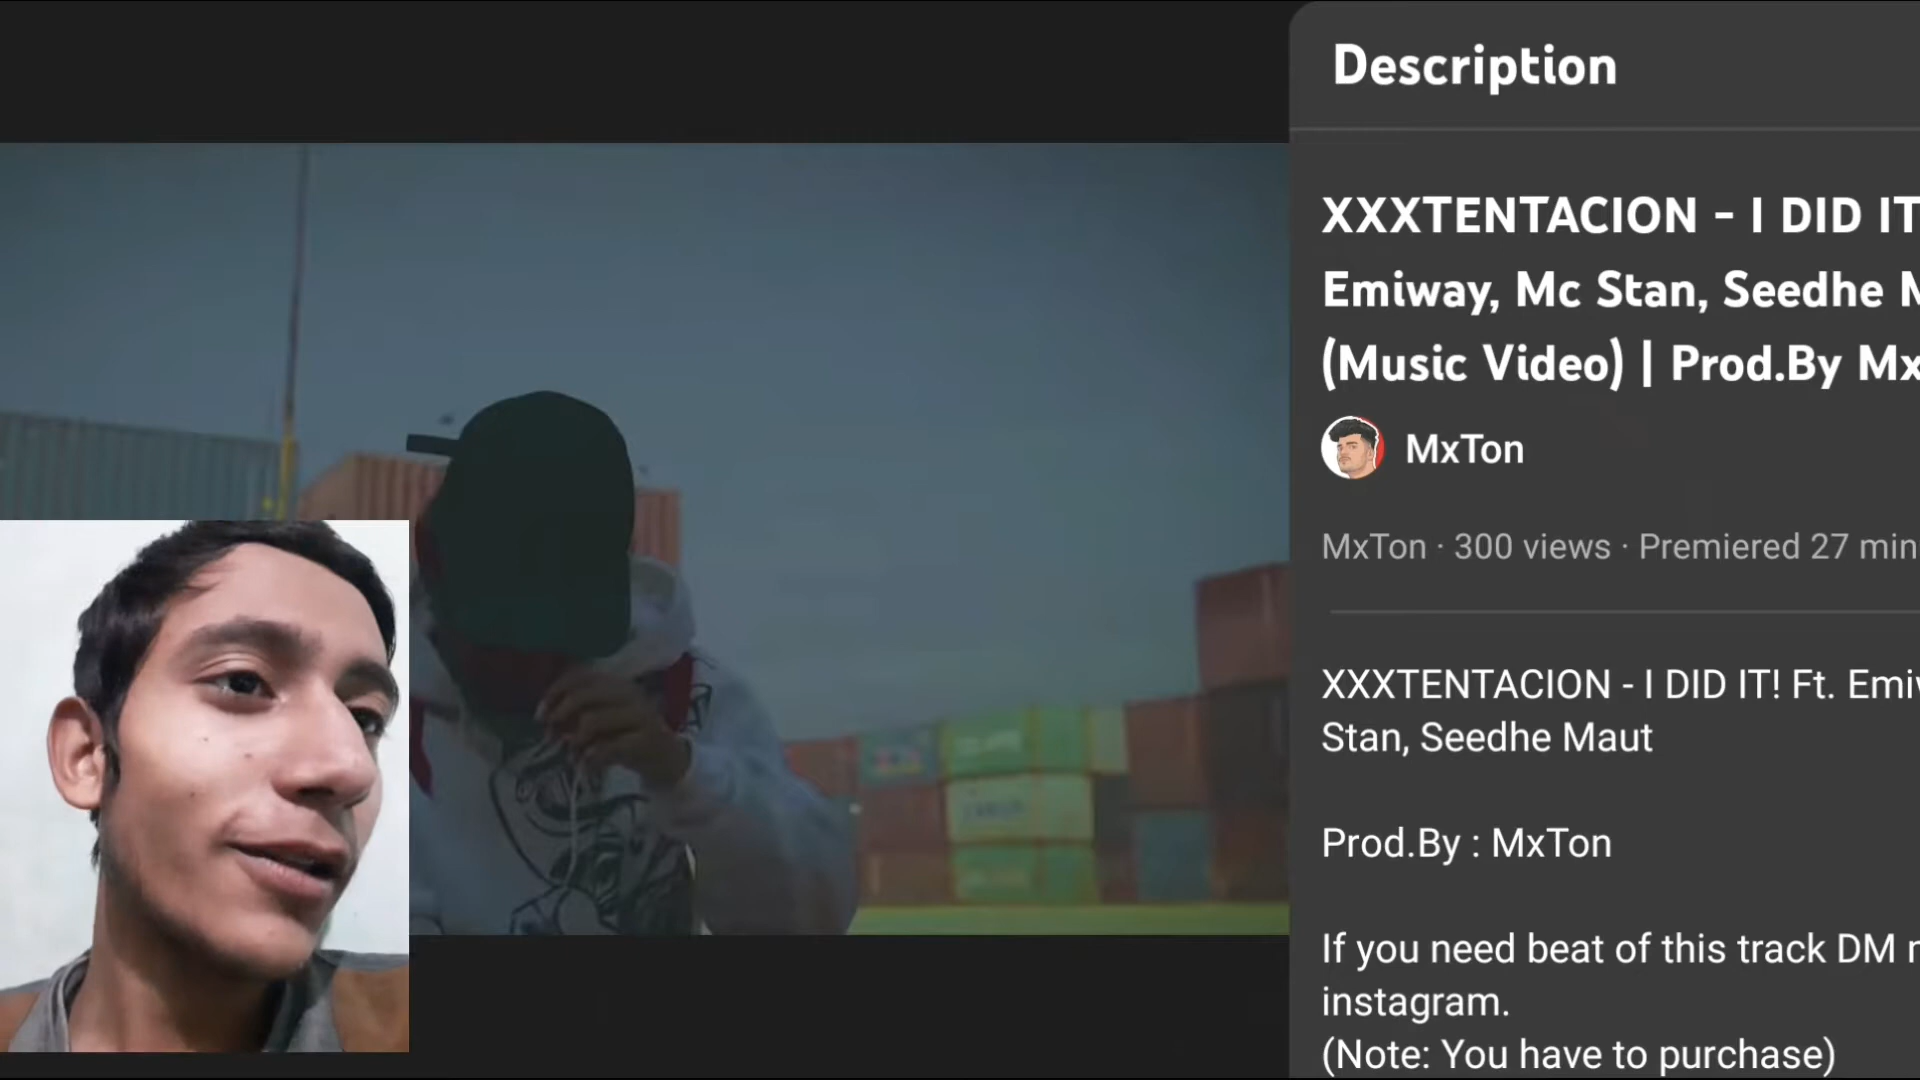 Description
XXXTENTACION - I DID IT
Emiway, Mc Stan, Seedhe
(Music Video) | Prod.By Mx
MxTon
MxTon · 300 views · Premiered 27 min
XXXTENTACION - I DID IT! Ft. Emi
Stan, Seedhe Maut
Prod.By : MxTon
If you need beat of this track DM
instagram.
(Note: You have to purchase)